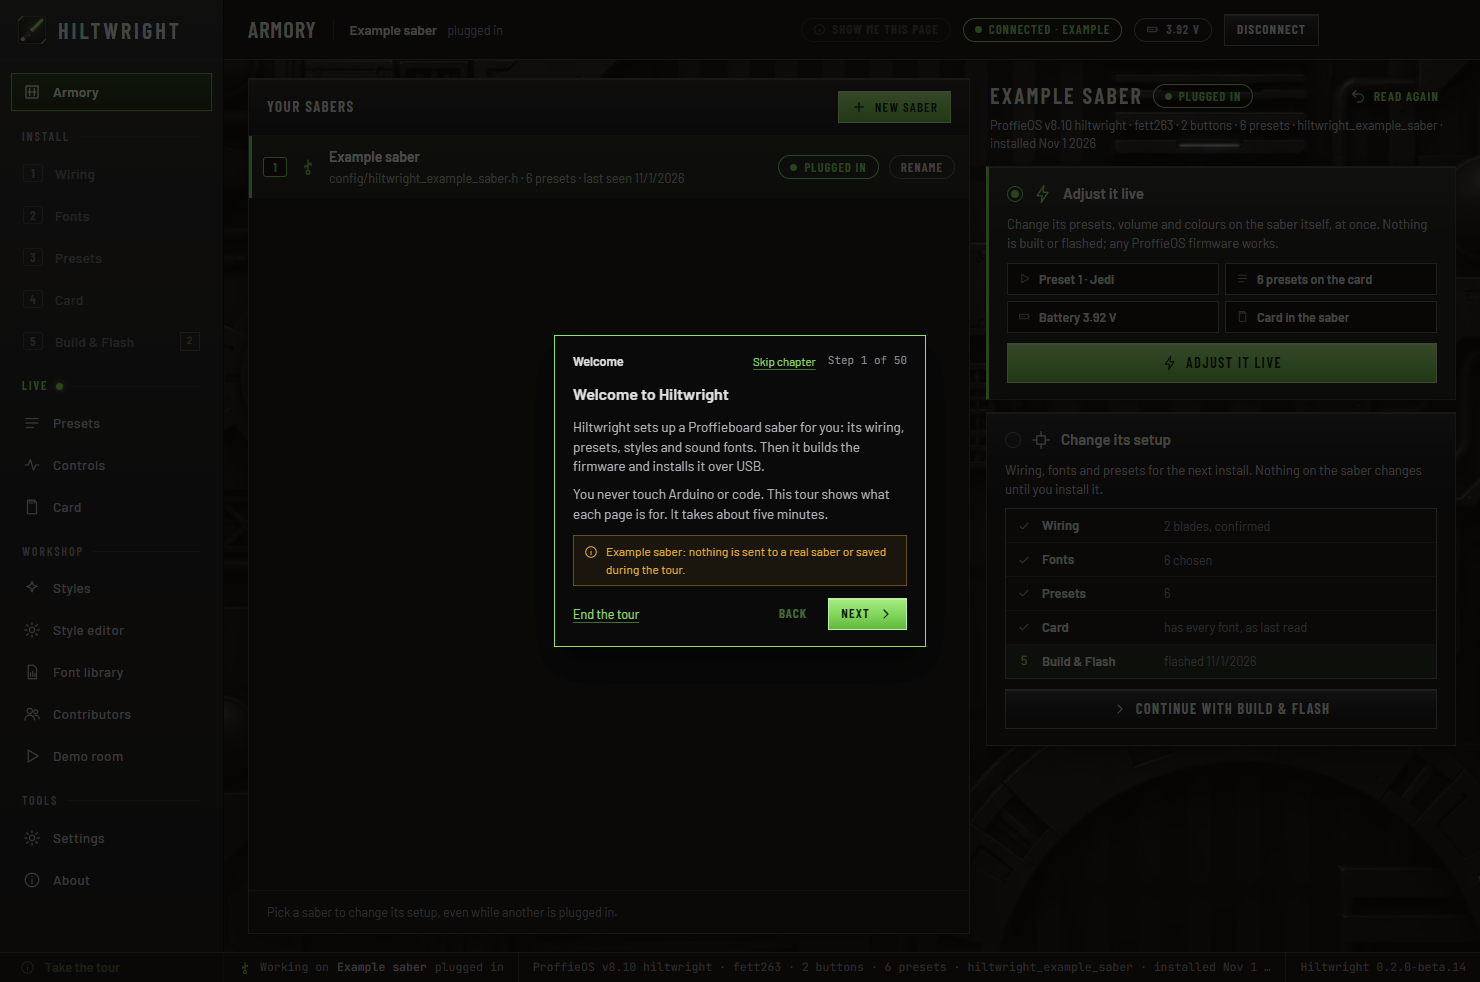 HILTWRIGHT
ARMORY
Example saber plugged in
SHOW ME THIS PAGE
CONNECTED · EXAMPLE
3.92 V
DISCONNECT
Armory
INSTALL
1 Wiring
2 Fonts
3 Presets
4 Card
5 Build & Flash 2
LIVE
Presets
Controls
Card
WORKSHOP
Styles
Style editor
Font library
Contributors
Demo room
TOOLS
Settings
About
Take the tour
YOUR SABERS
NEW SABER
1 Example saber
config/hiltwright_example_saber.h · 6 presets · last seen 11/1/2026
PLUGGED IN
RENAME
Pick a saber to change its setup, even while another is plugged in.
Welcome
Skip chapter
Step 1 of 50
Welcome to Hiltwright
Hiltwright sets up a Proffieboard saber for you: its wiring,
presets, styles and sound fonts. Then it builds the
firmware and installs it over USB.
You never touch Arduino or code. This tour shows what
each page is for. It takes about five minutes.
Example saber: nothing is sent to a real saber or saved
during the tour.
End the tour
BACK
NEXT
EXAMPLE SABER
PLUGGED IN
READ AGAIN
ProffieOS v8.10 hiltwright · fett263 · 2 buttons · 6 presets · hiltwright_example_saber ·
installed Nov 1 2026
Adjust it live
Change its presets, volume and colours on the saber itself, at once. Nothing
is built or flashed; any ProffieOS firmware works.
Preset 1 · Jedi
6 presets on the card
Battery 3.92 V
Card in the saber
ADJUST IT LIVE
Change its setup
Wiring, fonts and presets for the next install. Nothing on the saber changes
until you install it.
Wiring 2 blades, confirmed
Fonts 6 chosen
Presets 6
Card has every font, as last read
5 Build & Flash flashed 11/1/2026
CONTINUE WITH BUILD & FLASH
Working on Example saber plugged in
ProffieOS v8.10 hiltwright · fett263 · 2 buttons · 6 presets · hiltwright_example_saber · installed Nov 1 …
Hiltwright 0.2.0-beta.14